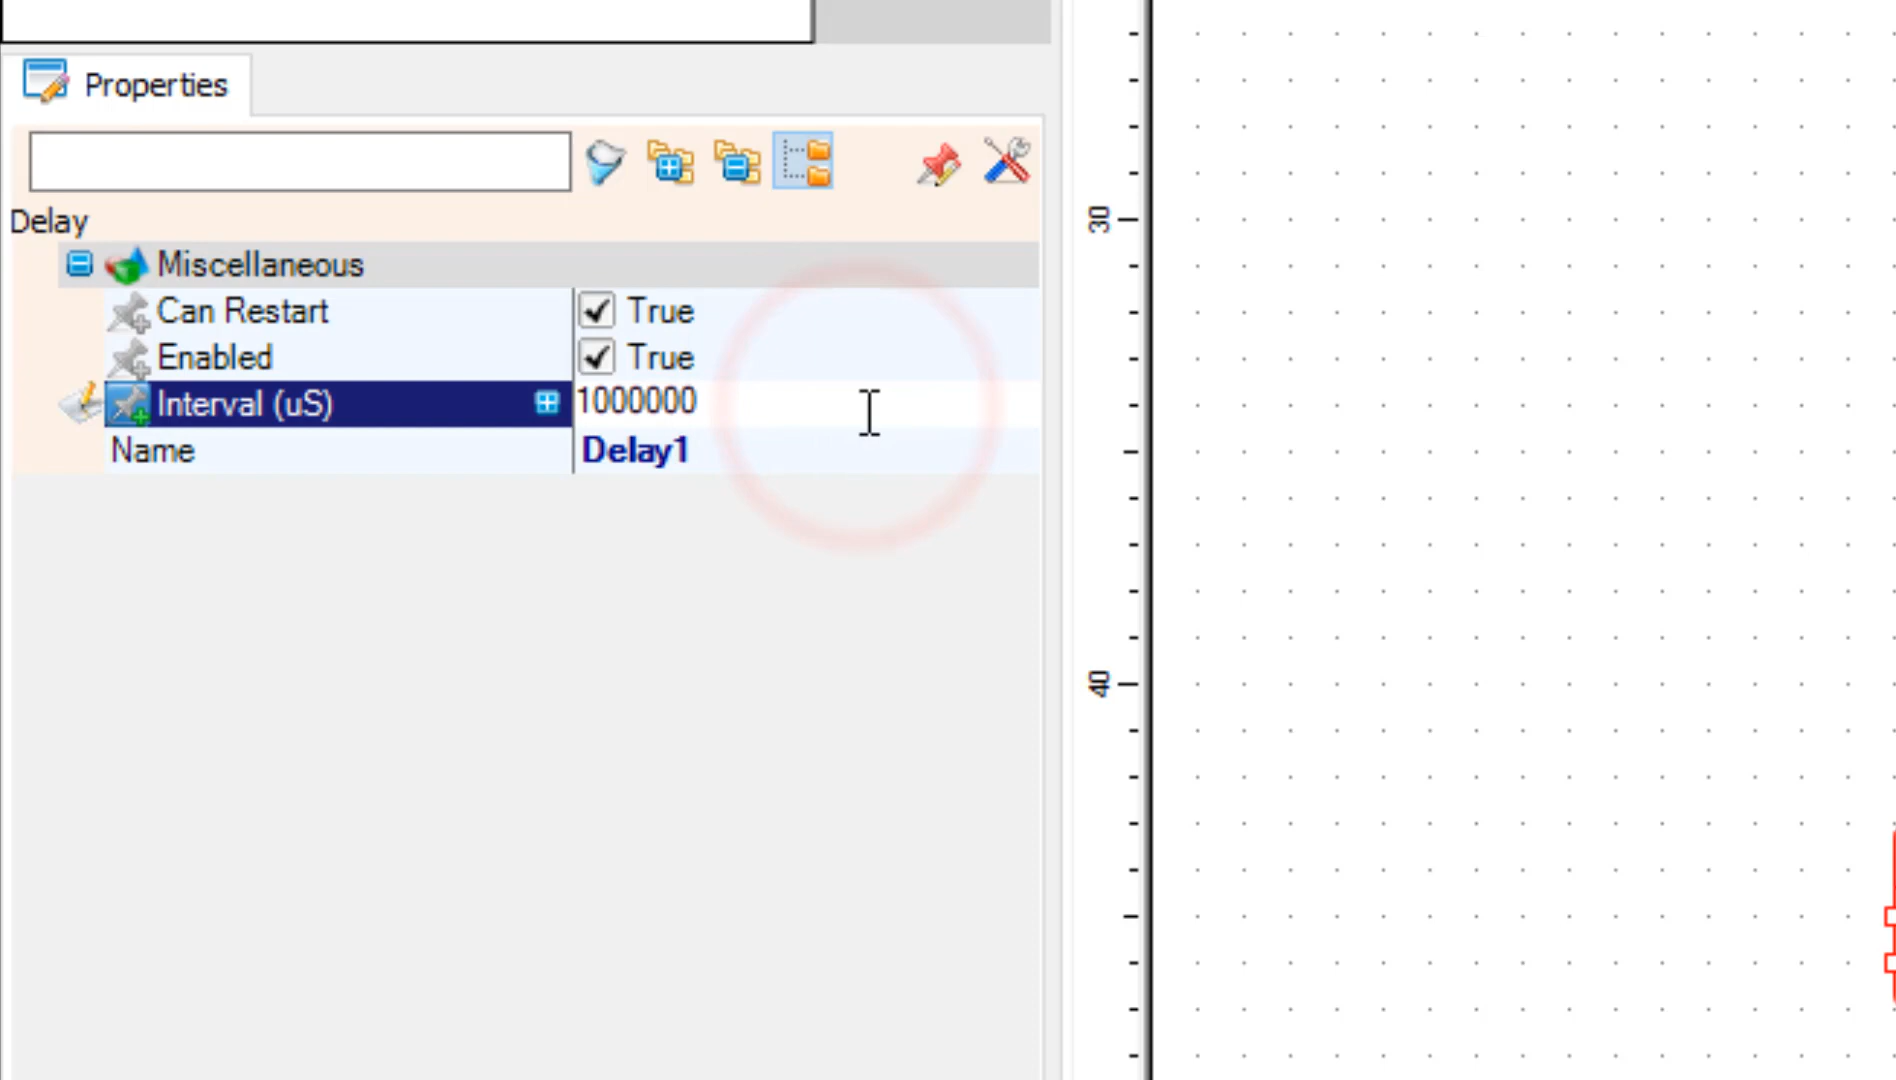 Properties
Delay
Miscellaneous
Can Restart True
Enabled True
Interval (uS) 1000000
Name Delay1
30
40